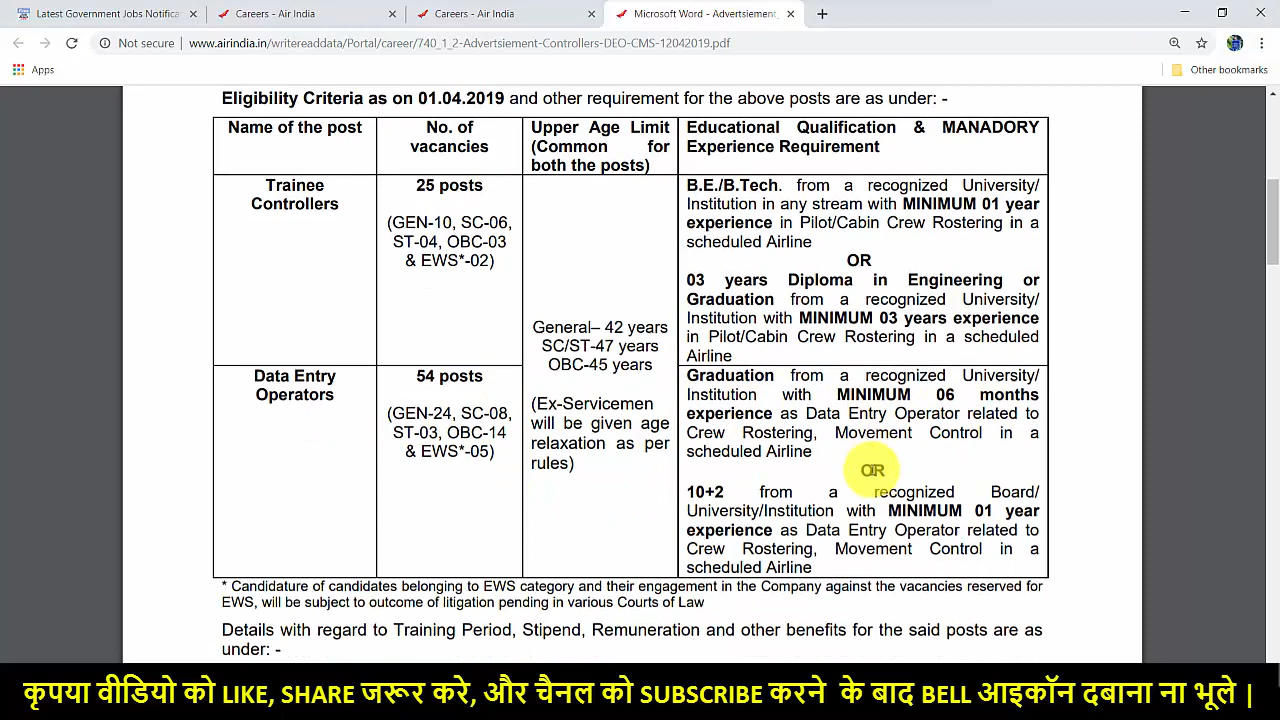 Latest Government Jobs Notifica
Careers - Air India
Careers - Air India
Microsoft Word - Advertsiement_
Not secure | www.airindia.in/writereaddata/Portal/career/740_1_2-Advertsiement-Controllers-DEO-CMS-12042019.pdf
Apps
Other bookmarks
Eligibility Criteria as on 01.04.2019 and other requirement for the above posts are as under: -
Name of the post
No. of
vacancies
Upper Age Limit
(Common for
both the posts)
Educational Qualification & MANADORY
Experience Requirement
Trainee
Controllers
25 posts
(GEN-10, SC-06,
ST-04, OBC-03
& EWS*-02)
General– 42 years
SC/ST-47 years
OBC-45 years
(Ex-Servicemen
will be given age
relaxation as per
rules)
B.E./B.Tech. from a recognized University/
Institution in any stream with MINIMUM 01 year
experience in Pilot/Cabin Crew Rostering in a
scheduled Airline
OR
03 years Diploma in Engineering or
Graduation from a recognized University/
Institution with MINIMUM 03 years experience
in Pilot/Cabin Crew Rostering in a scheduled
Airline
Data Entry
Operators
54 posts
(GEN-24, SC-08,
ST-03, OBC-14
& EWS*-05)
Graduation from a recognized University/
Institution with MINIMUM 06 months
experience as Data Entry Operator related to
Crew Rostering, Movement Control in a
scheduled Airline
OR
10+2 from a recognized Board/
University/Institution with MINIMUM 01 year
experience as Data Entry Operator related to
Crew Rostering, Movement Control in a
scheduled Airline
* Candidature of candidates belonging to EWS category and their engagement in the Company against the vacancies reserved for
EWS, will be subject to outcome of litigation pending in various Courts of Law
Details with regard to Training Period, Stipend, Remuneration and other benefits for the said posts are as
under: -
कृपया वीडियो को LIKE, SHARE जरूर करे, और चैनल को SUBSCRIBE करने के बाद BELL आइकॉन दबाना ना भूले |